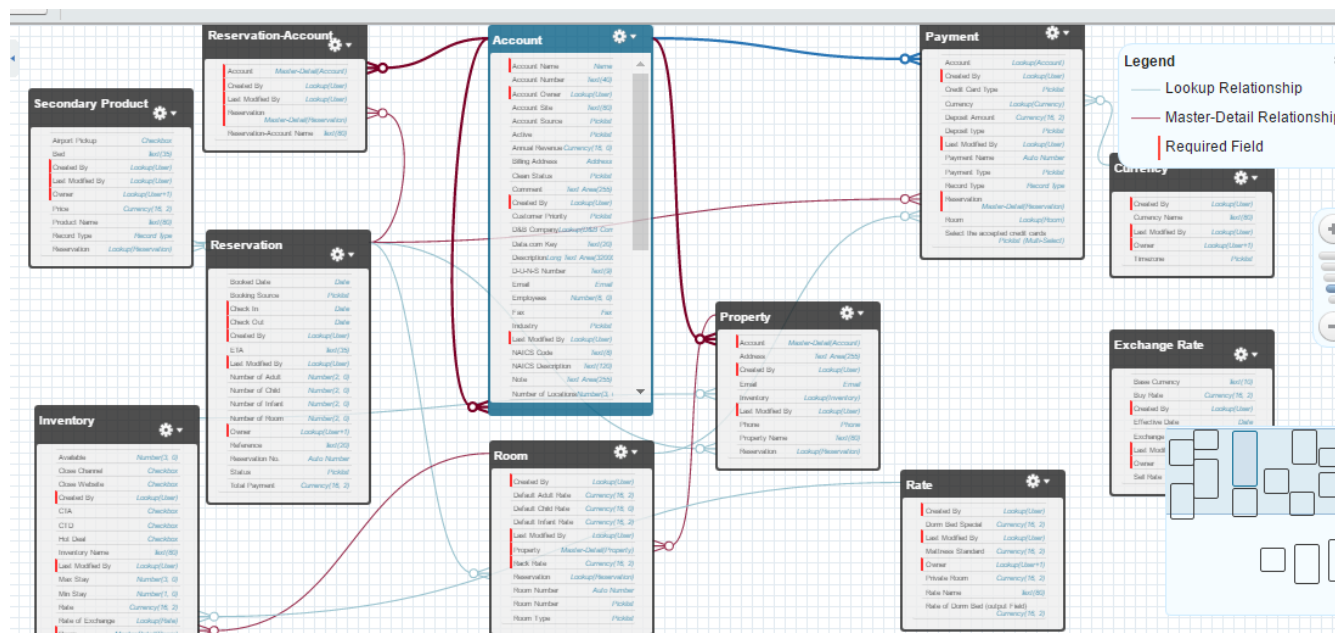 Reservation-Account
Account Master-Detail(Account)
Created By Lookup(User)
Last Modified By Lookup(User)
Reservation
Master-Detail(Reservation)
Reservation-Account Name Text(80)
Secondary Product
Airport Pickup Checkbox
Bed Text(35)
Created By Lookup(User)
Last Modified By Lookup(User)
Owner Lookup(User+1)
Price Currency(16, 2)
Product Name Text(80)
Record Type Record Type
Reservation Lookup(Reservation)
Reservation
Booked Date Date
Booking Source Picklist
Check In Date
Check Out Date
Created By Lookup(User)
ETA Text(35)
Last Modified By Lookup(User)
Number of Adult Number(2, 0)
Number of Child Number(2, 0)
Number of Infant Number(2, 0)
Number of Room Number(2, 0)
Owner Lookup(User+1)
Reference Text(20)
Reservation No. Auto Number
Status Picklist
Total Payment Currency(16, 2)
Inventory
Available Number(3, 0)
Close Channel Checkbox
Close Website Checkbox
Created By Lookup(User)
CTA Checkbox
CTD Checkbox
Hot Deal Checkbox
Inventory Name Text(80)
Last Modified By Lookup(User)
Max Stay Number(3, 0)
Min Stay Number(1, 0)
Rate Currency(16, 2)
Rate of Exchange Lookup(Rate)
Account
Account Name Name
Account Number Text(40)
Account Owner Lookup(User)
Account Site Text(80)
Account Source Picklist
Active Picklist
Annual Revenue Currency(18, 0)
Billing Address Address
Clean Status Picklist
Comment Text Area(255)
Created By Lookup(User)
Customer Priority Picklist
D&B Company Lookup(D&B Com
Data.com Key Text(20)
Description Long Text Area(3200
D-U-N-S Number Text(9)
Email Email
Employees Number(8, 0)
Fax Fax
Industry Picklist
Last Modified By Lookup(User)
NAICS Code Text(8)
NAICS Description Text(120)
Note Text Area(255)
Number of Locations Number(3,
Room
Created By Lookup(User)
Default Adult Rate Currency(16, 2)
Default Child Rate Currency(18, 0)
Default Infant Rate Currency(16, 2)
Last Modified By Lookup(User)
Property Master-Detail(Property)
Rack Rate Currency(16, 2)
Reservation Lookup(Reservation)
Room Number Auto Number
Room Number Picklist
Room Type Picklist
Property
Account Master-Detail(Account)
Address Text Area(255)
Created By Lookup(User)
Email Email
Inventory Lookup(Inventory)
Last Modified By Lookup(User)
Phone Phone
Property Name Text(80)
Reservation Lookup(Reservation)
Payment
Account Lookup(Account)
Created By Lookup(User)
Credit Card Type Picklist
Currency Lookup(Currency)
Deposit Amount Currency(16, 2)
Deposit type Picklist
Last Modified By Lookup(User)
Payment Name Auto Number
Payment Type Picklist
Record Type Record Type
Reservation
Master-Detail(Reservation)
Room Lookup(Room)
Select the accepted credit cards
Picklist (Multi-Select)
Rate
Created By Lookup(User)
Dorm Bed Special Currency(16, 2)
Last Modified By Lookup(User)
Mattress Standard Currency(16, 2)
Owner Lookup(User+1)
Private Room Currency(16, 2)
Rate Name Text(80)
Rate of Dorm Bed (output Field)
Currency(16, 2)
Legend
Lookup Relationship
Master-Detail Relationship
Required Field
Currency
Created By Lookup(User)
Currency Name Text(80)
Last Modified By Lookup(User)
Owner Lookup(User+1)
Timezone Picklist
Exchange Rate
Base Currency Text(10)
Buy Rate Currency(16, 2)
Created By Lookup(User)
Effective Date Date
Exchange
Last Modi
Owner
Sell Rate